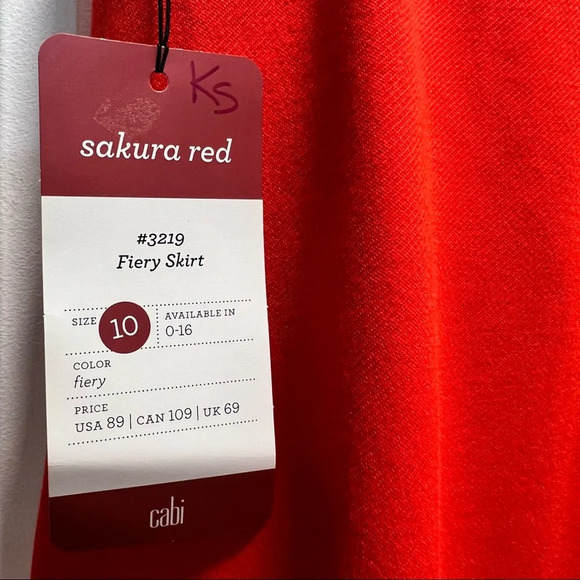 KS
sakura red
#3219
Fiery Skirt
SIZE 10 AVAILABLE IN
0-16
COLOR
fiery
PRICE
USA 89 | CAN 109 | UK 69
cabi